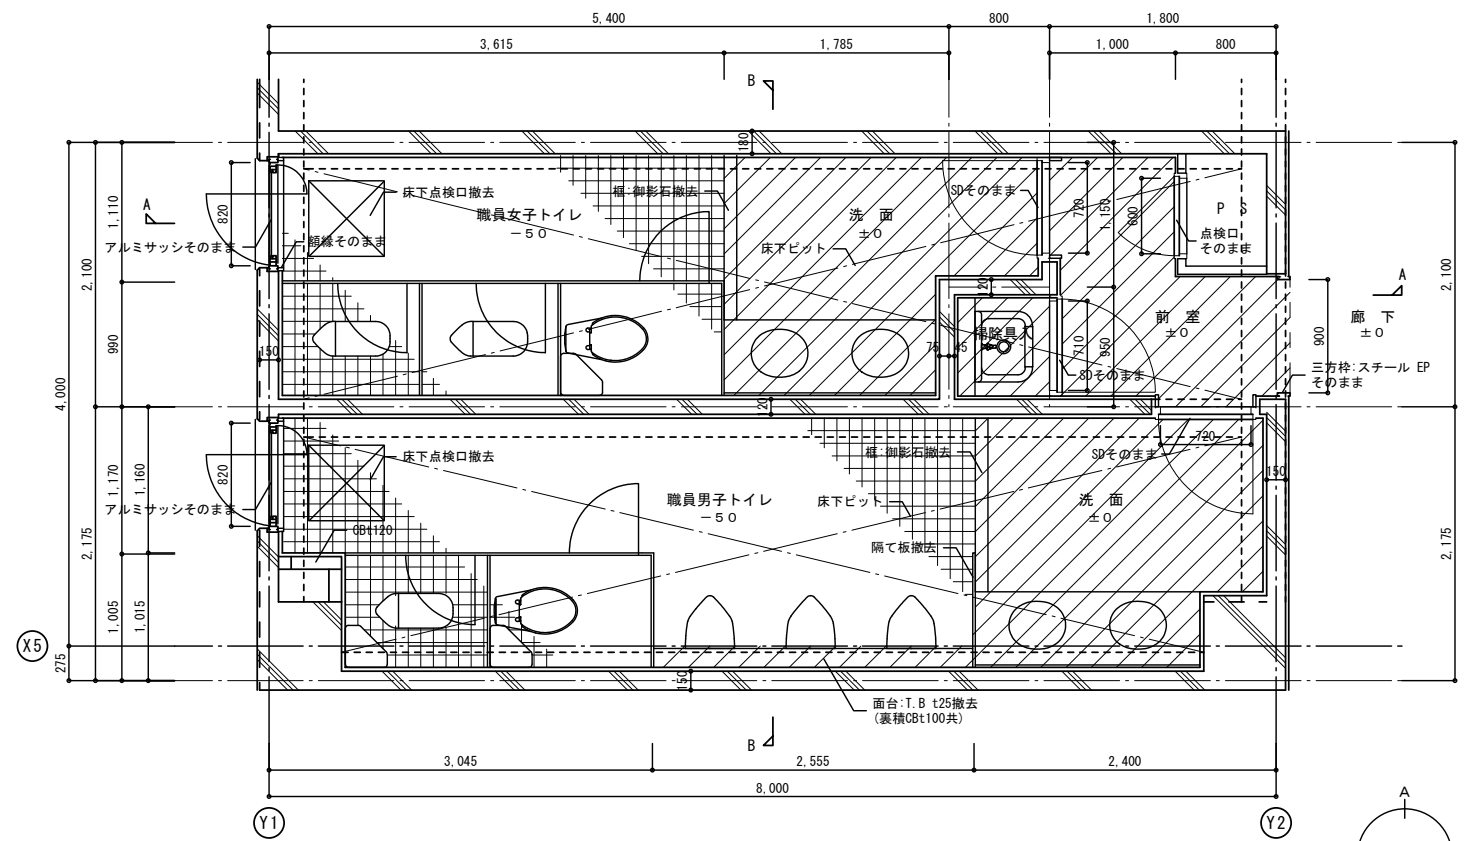 5,400
800
1,800
3,615
1,785
1,000
800
B
180
A
1,110
820
床下点検口撤去
框:御影石撤去
SDそのまま
職員女子トイレ
－５０
洗 面
±０
720
1,150
600
P S
点検口
そのまま
アルミサッシそのまま
額縁そのまま
床下ピット
2,100
2,100
A
120
990
150
掃除具入
75
45
710
950
SDそのまま
前 室
±０
900
廊 下
±０
三方枠:スチール EP
そのまま
4,000
120
1,170
1,160
820
床下点検口撤去
框:御影石撤去
SDそのまま
720
150
アルミサッシそのまま
職員男子トイレ
－５０
床下ピット
洗 面
±０
CBt120
隔て板撤去
2,175
2,175
1,005
1,015
X5
275
150
面台:T.B t25撤去
(裏積CBt100共)
B
3,045
2,555
2,400
8,000
Y1
Y2
A